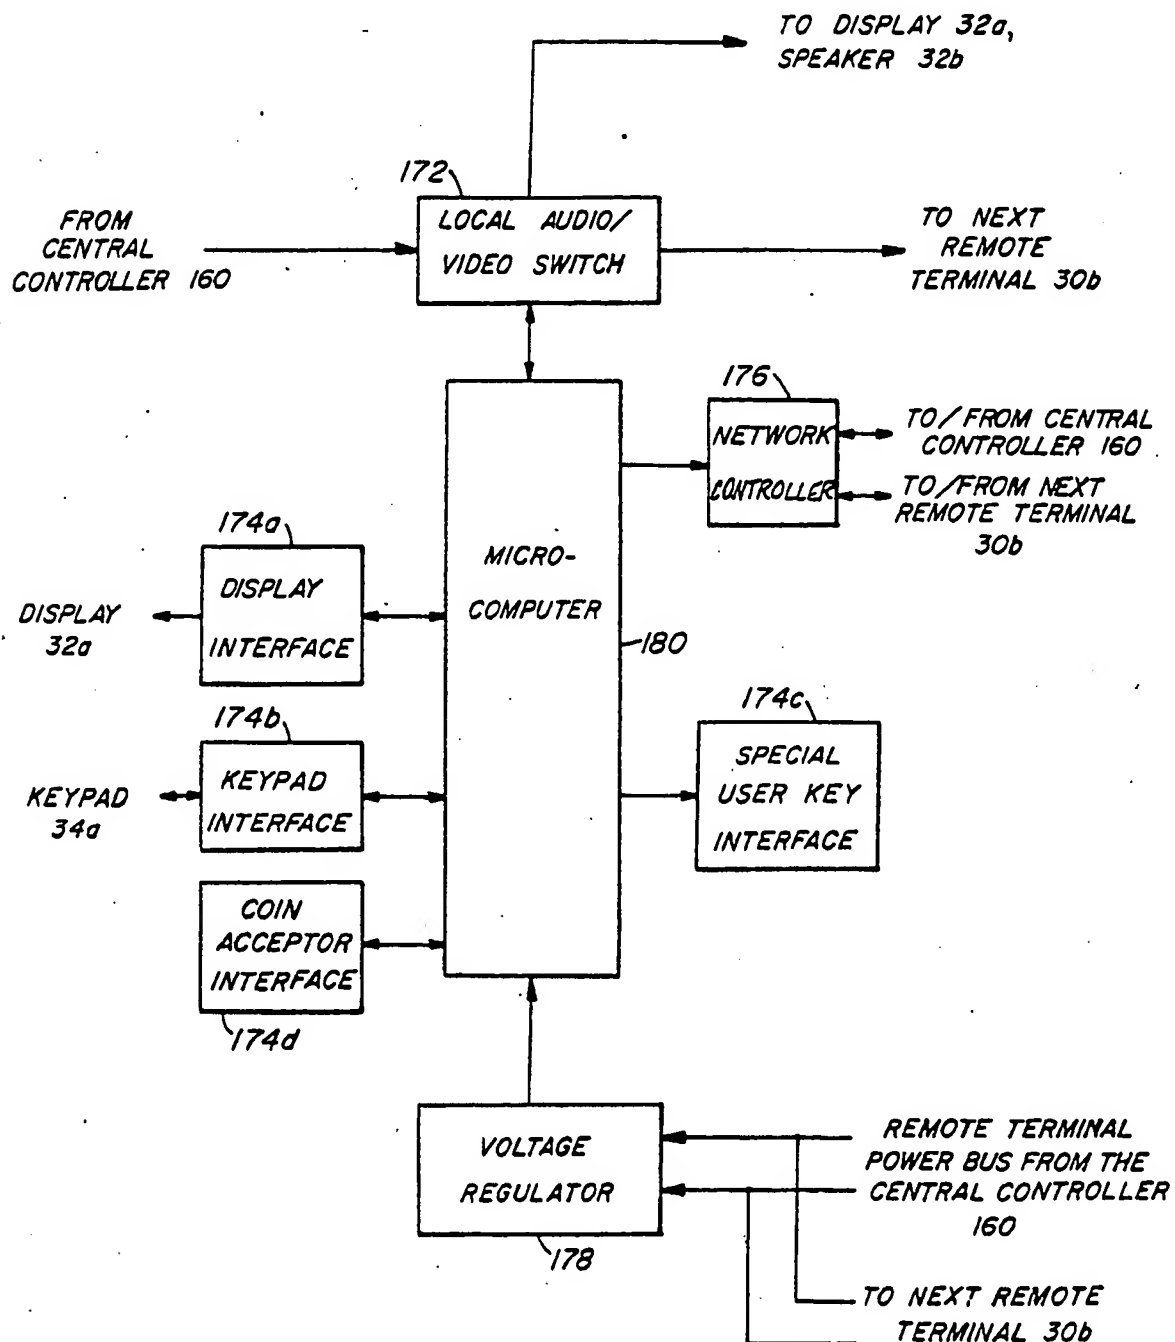 TO DISPLAY 32a,
SPEAKER 32b
172
FROM
CENTRAL
CONTROLLER 160
LOCAL AUDIO/
VIDEO SWITCH
TO NEXT
REMOTE
TERMINAL 30b
176
NETWORK
CONTROLLER
TO/FROM CENTRAL
CONTROLLER 160
TO/FROM NEXT
REMOTE TERMINAL
30b
MICRO-
COMPUTER
180
174a
DISPLAY
INTERFACE
DISPLAY
32a
174b
KEYPAD
INTERFACE
KEYPAD
34a
174c
SPECIAL
USER KEY
INTERFACE
COIN
ACCEPTOR
INTERFACE
174d
VOLTAGE
REGULATOR
178
REMOTE TERMINAL
POWER BUS FROM THE
CENTRAL CONTROLLER
160
TO NEXT REMOTE
TERMINAL 30b